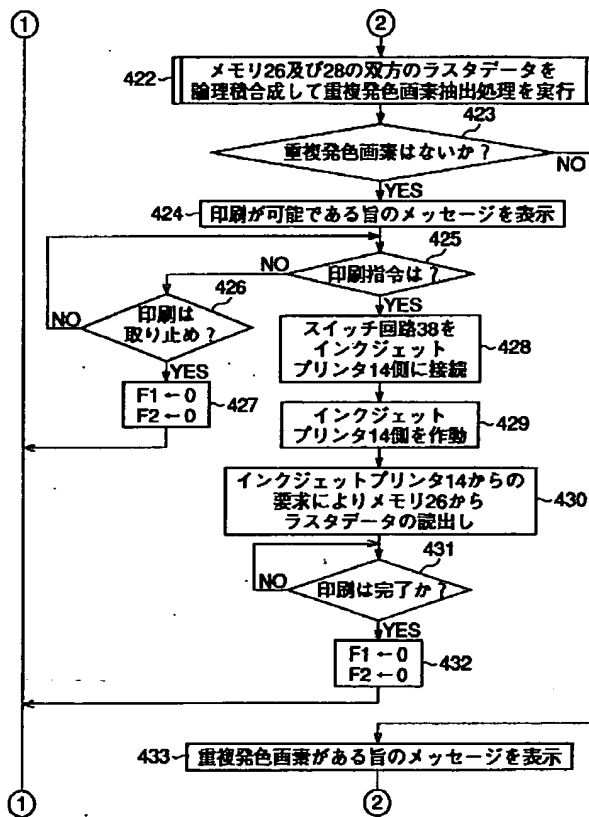 1
2
422
メモリ26及び28の双方のラスタデータを
論理積合成して重複発色画素抽出処理を実行
423
重複発色画素はないか?
NO
YES
424
印刷が可能である旨のメッセージを表示
425
印刷指令は?
NO
YES
426
印刷は
取り止め?
NO
YES
F1←0
F2←0
427
スイッチ回路38を
インクジェット
プリンタ14側に接続
428
インクジェット
プリンタ14側を作動
429
インクジェットプリンタ14からの
要求によりメモリ26から
ラスタデータの読出し
430
431
印刷は完了か?
NO
YES
F1←0
F2←0
432
433
重複発色画素がある旨のメッセージを表示
1
2